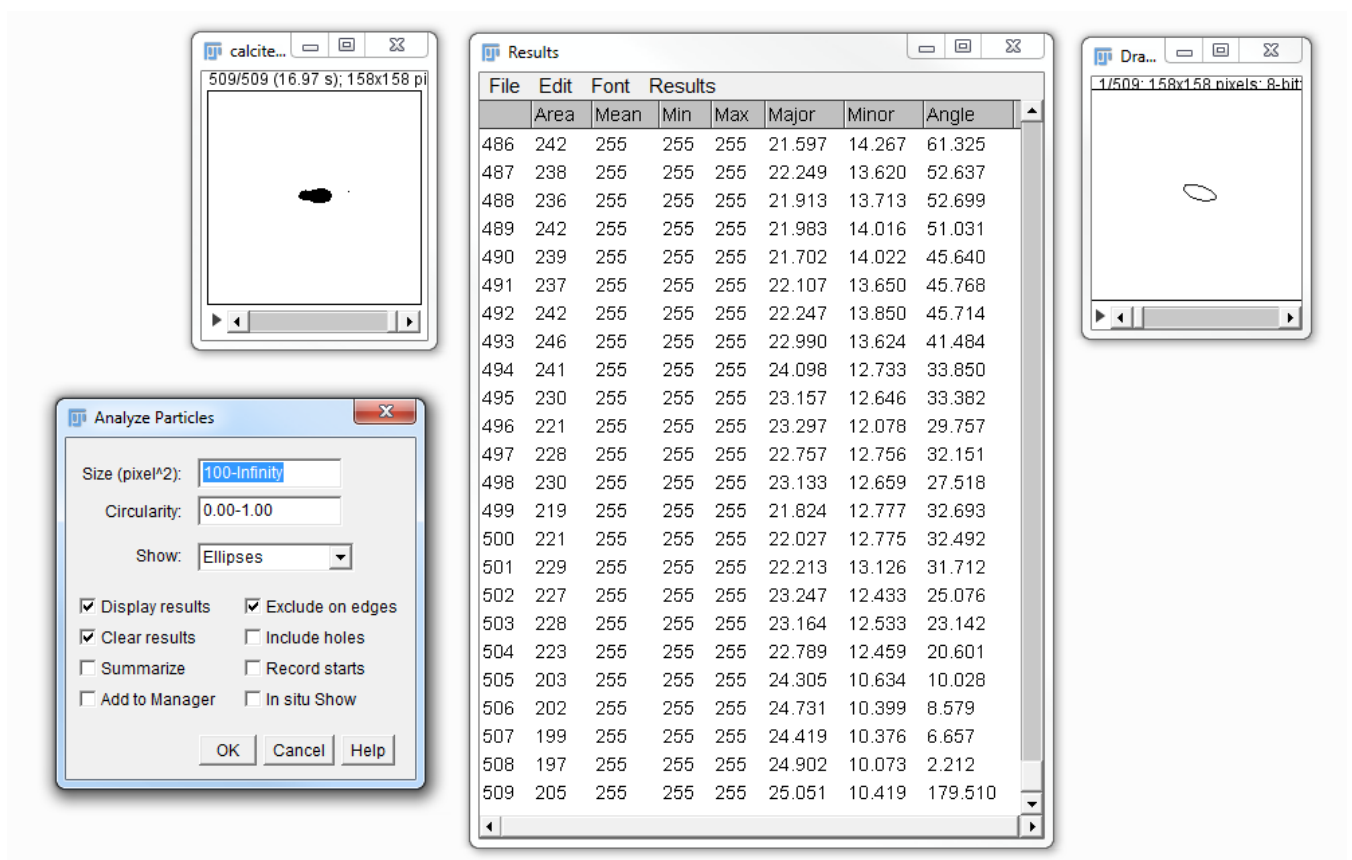 calcite...
509/509 (16.97 s); 158x158 pi
Results
File Edit Font Results
Area Mean Min Max Major Minor Angle
486 242 255 255 255 21.597 14.267 61.325
487 238 255 255 255 22.249 13.620 52.637
488 236 255 255 255 21.913 13.713 52.699
489 242 255 255 255 21.983 14.016 51.031
490 239 255 255 255 21.702 14.022 45.640
491 237 255 255 255 22.107 13.650 45.768
492 242 255 255 255 22.247 13.850 45.714
493 246 255 255 255 22.990 13.624 41.484
494 241 255 255 255 24.098 12.733 33.850
495 230 255 255 255 23.157 12.646 33.382
496 221 255 255 255 23.297 12.078 29.757
497 228 255 255 255 22.757 12.756 32.151
498 230 255 255 255 23.133 12.659 27.518
499 219 255 255 255 21.824 12.777 32.693
500 221 255 255 255 22.027 12.775 32.492
501 229 255 255 255 22.213 13.126 31.712
502 227 255 255 255 23.247 12.433 25.076
503 228 255 255 255 23.164 12.533 23.142
504 223 255 255 255 22.789 12.459 20.601
505 203 255 255 255 24.305 10.634 10.028
506 202 255 255 255 24.731 10.399 8.579
507 199 255 255 255 24.419 10.376 6.657
508 197 255 255 255 24.902 10.073 2.212
509 205 255 255 255 25.051 10.419 179.510
Dra...
1/509; 158x158 pixels; 8-bit
Analyze Particles
Size (pixel^2): 100-Infinity
Circularity: 0.00-1.00
Show: Ellipses
Display results Exclude on edges
Clear results Include holes
Summarize Record starts
Add to Manager In situ Show
OK Cancel Help